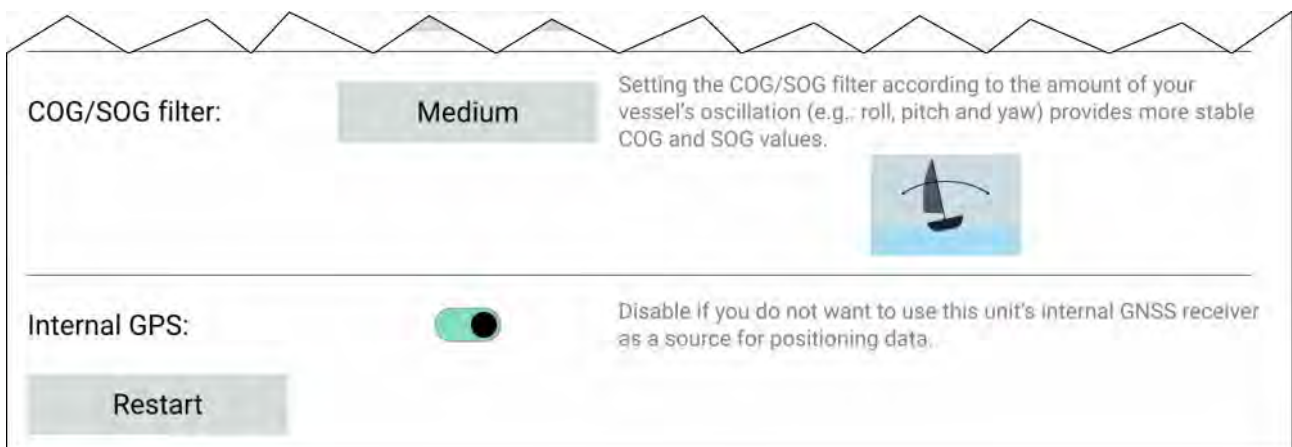 COG/SOG filter:
Medium
Setting the COG/SOG filter according to the amount of your
vessel's oscillation (e.g.: roll, pitch and yaw) provides more stable
COG and SOG values.
Internal GPS:
Disable if you do not want to use this unit's internal GNSS receiver
as a source for positioning data.
Restart